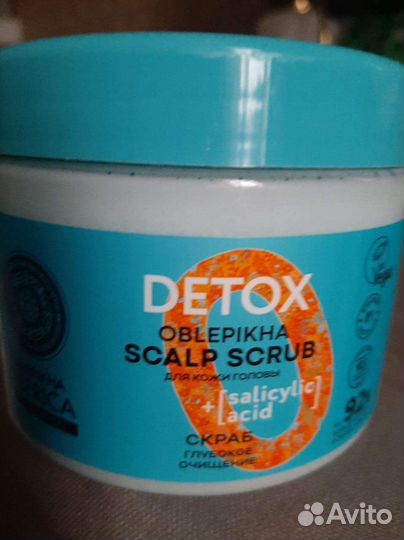 DETOX
OBLEPIKHA
SCALP SCRUB
ДЛЯ КОЖИ ГОЛОВЫ
+[salicylic
acid]
СКРАБ
ГЛУБОКОЕ
ОЧИЩЕНИЕ
Avito